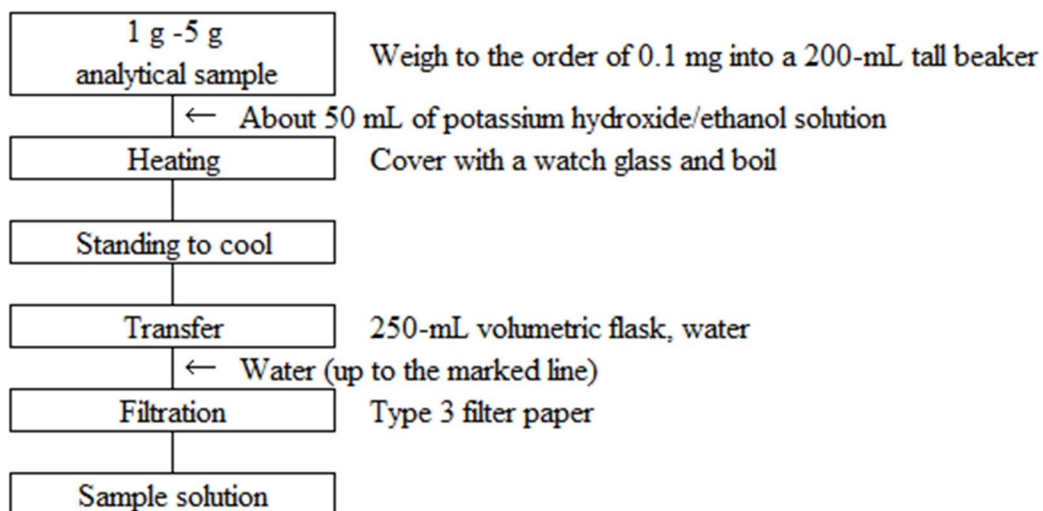 1 g -5 g
analytical sample
Weigh to the order of 0.1 mg into a 200-mL tall beaker
← About 50 mL of potassium hydroxide/ethanol solution
Heating
Cover with a watch glass and boil
Standing to cool
Transfer
250-mL volumetric flask, water
← Water (up to the marked line)
Filtration
Type 3 filter paper
Sample solution